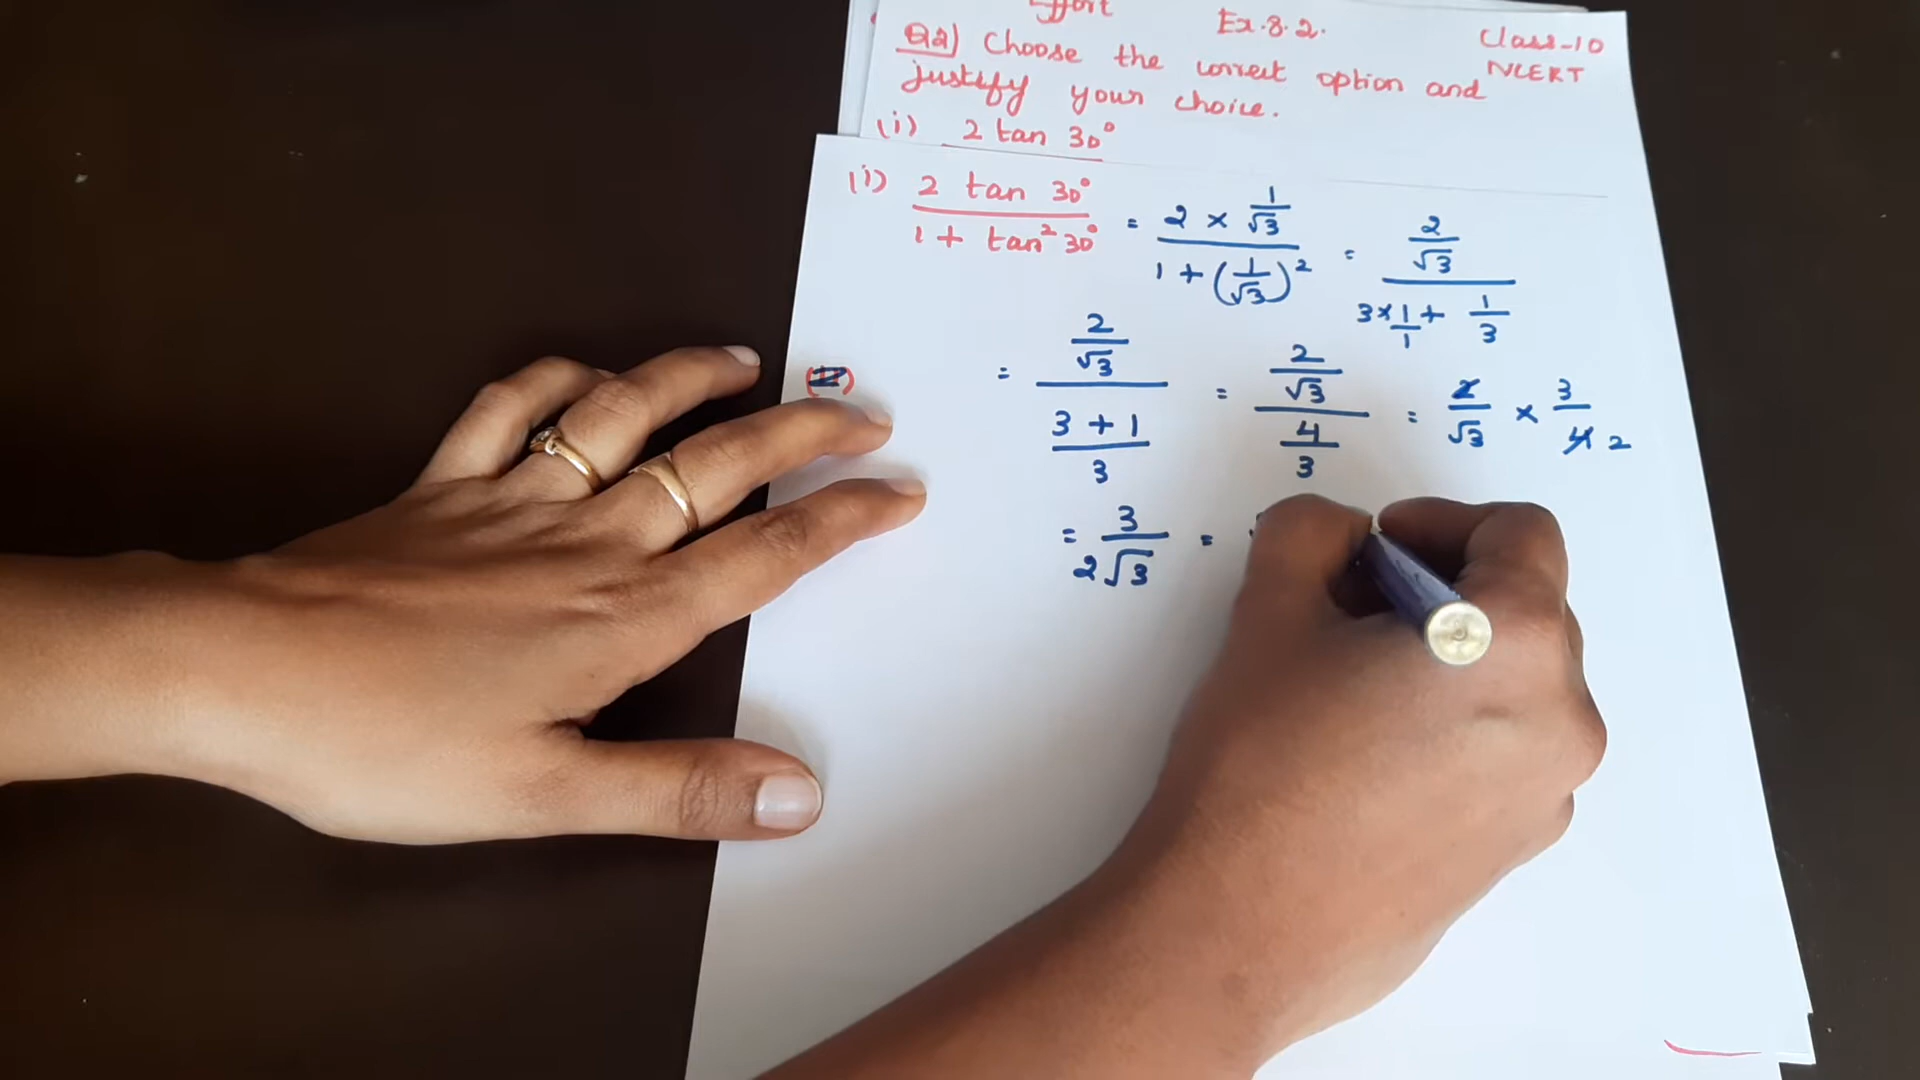 Effort Ex.8.2. Class-10
Q2) Choose the correct option and NCERT
justify your choice.
(i) 2 tan 30°
(i) 2 tan 30° / 1 + tan² 30° = 2 × 1/√3 / 1 + (1/√3)² = 2/√3 / 3×1/1 + 1/3
= 2/√3 / 3+1/3 = 2/√3 / 4/3 = 2/√3 × 3/4 2
= 3/2√3 =